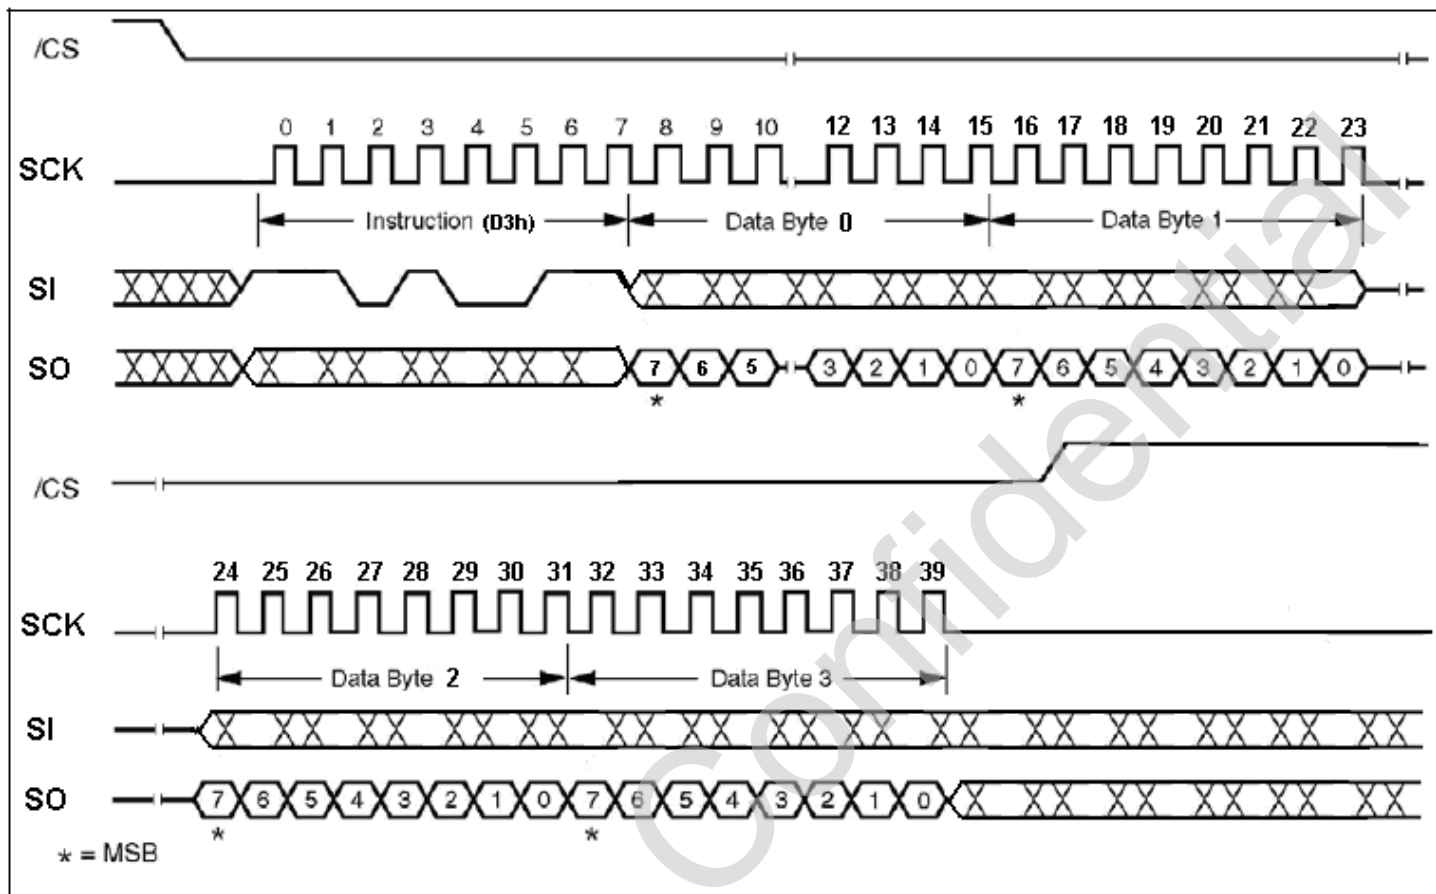 /CS
0 1 2 3 4 5 6 7 8 9 10 12 13 14 15 16 17 18 19 20 21 22 23
SCK
Instruction (D3h) Data Byte 0 Data Byte 1
SI
SO 7 6 5 3 2 1 0 7 6 5 4 3 2 1 0
* *
/CS
24 25 26 27 28 29 30 31 32 33 34 35 36 37 38 39
SCK
Data Byte 2 Data Byte 3
SI
SO 7 6 5 4 3 2 1 0 7 6 5 4 3 2 1 0
* *
* = MSB
Confidential